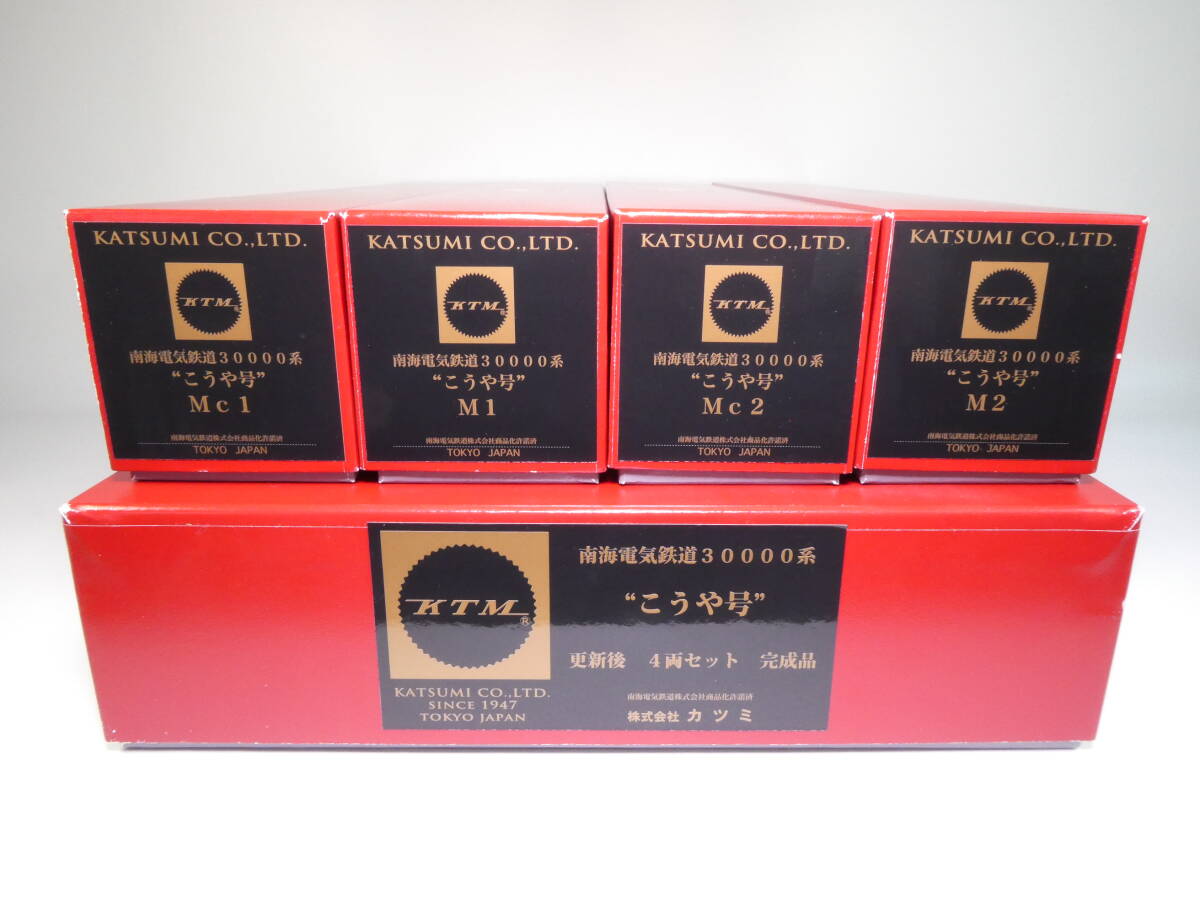 KATSUMI CO.,LTD.
KTM®
南海電気鉄道30000系
“こうや号”
Mc1
南海電気鉄道株式会社商品化許諾済
TOKYO JAPAN
KATSUMI CO.,LTD.
KTM®
南海電気鉄道30000系
“こうや号”
M1
南海電気鉄道株式会社商品化許諾済
TOKYO JAPAN
KATSUMI CO.,LTD.
KTM®
南海電気鉄道30000系
“こうや号”
Mc2
南海電気鉄道株式会社商品化許諾済
TOKYO JAPAN
KATSUMI CO.,LTD.
KTM®
南海電気鉄道30000系
“こうや号”
M2
南海電気鉄道株式会社商品化許諾済
TOKYO JAPAN
KTM®
KATSUMI CO.,LTD.
SINCE 1947
TOKYO JAPAN
南海電気鉄道30000系
“こうや号”
更新後 4両セット 完成品
南海電気鉄道株式会社商品化許諾済
株式会社 カツミ